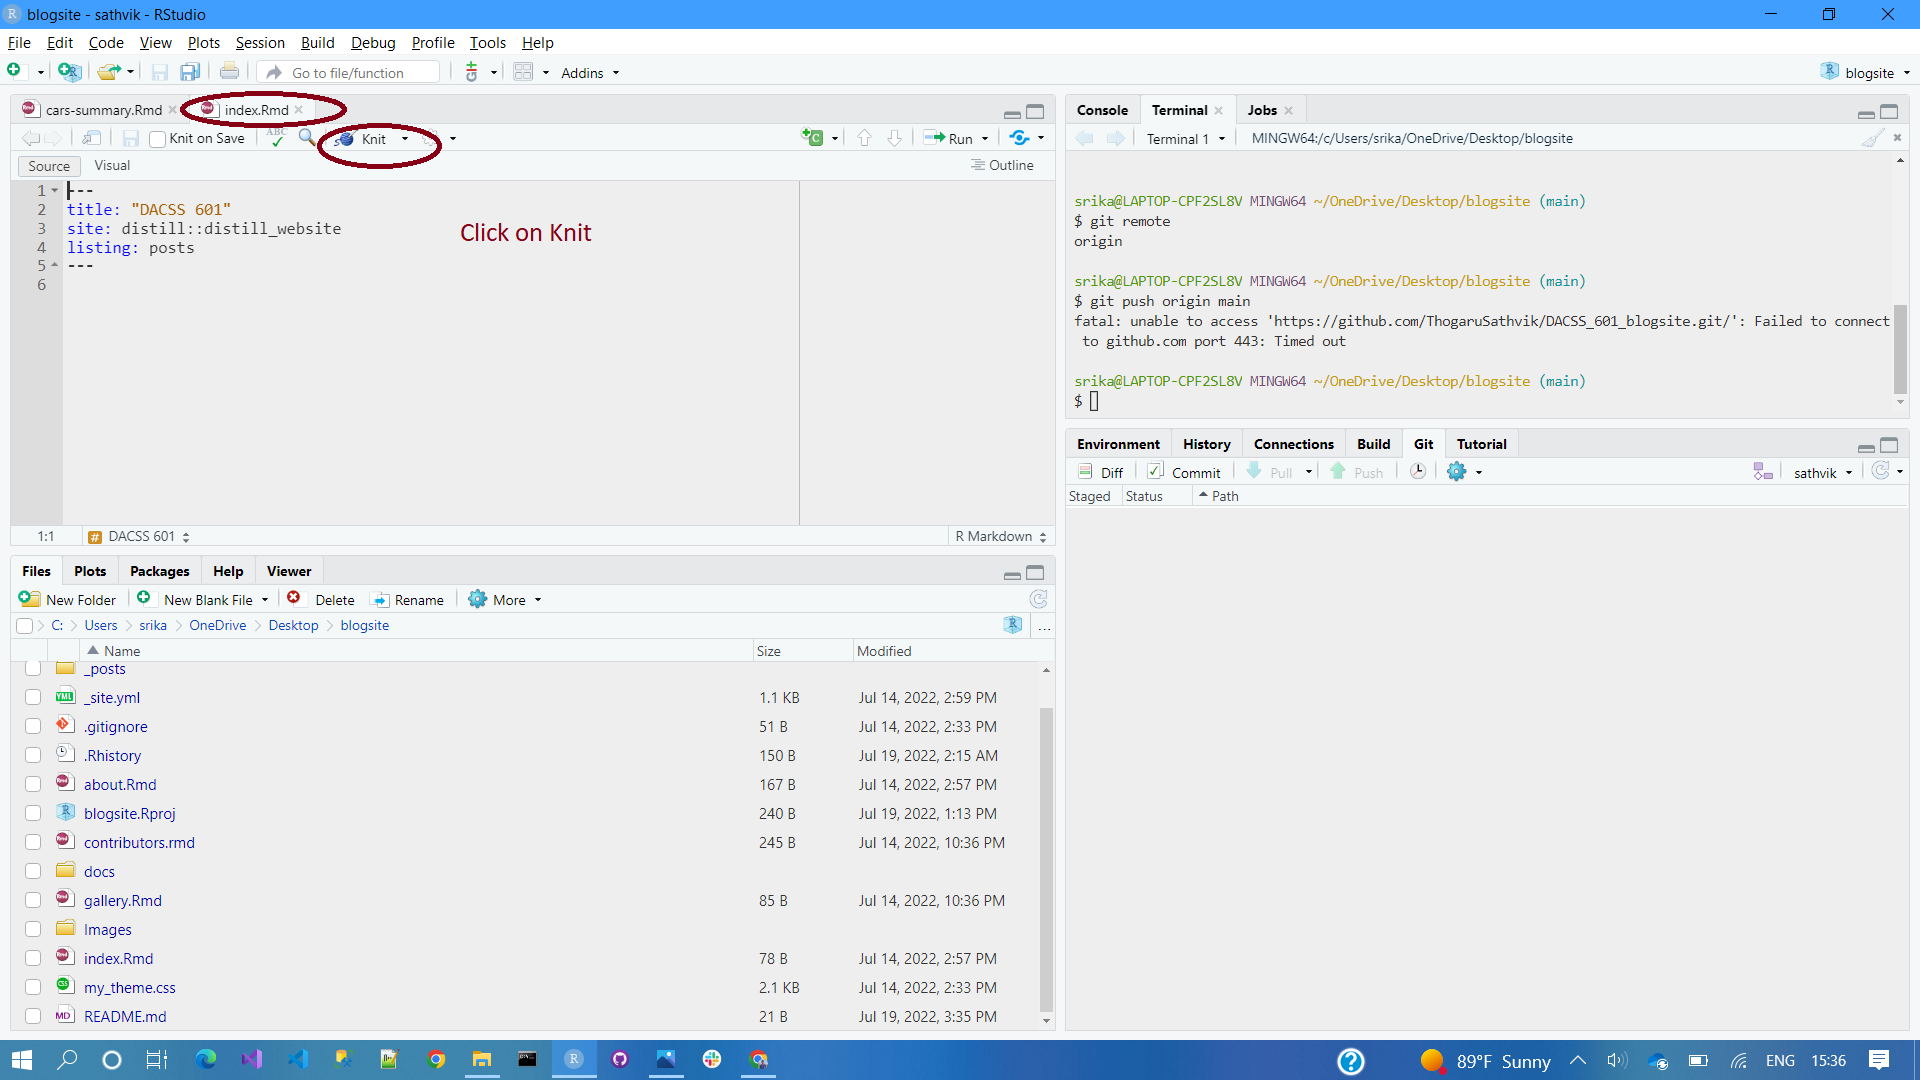 blogsite - sathvik - RStudio
File Edit Code View Plots Session Build Debug Profile Tools Help
Go to file/function Addins blogsite
cars-summary.Rmd index.Rmd
Knit on Save ABC Knit Run
Source Visual Outline
1 ---
2 title: "DACSS 601"
3 site: distill::distill_website
4 listing: posts
5 ---
6
Click on Knit
1:1 # DACSS 601 R Markdown
Console Terminal Jobs
Terminal 1 MINGW64:/c/Users/srika/OneDrive/Desktop/blogsite
srika@LAPTOP-CPF2SL8V MINGW64 ~/OneDrive/Desktop/blogsite (main)
$ git remote
origin
srika@LAPTOP-CPF2SL8V MINGW64 ~/OneDrive/Desktop/blogsite (main)
$ git push origin main
fatal: unable to access 'https://github.com/ThogaruSathvik/DACSS_601_blogsite.git/': Failed to connect
to github.com port 443: Timed out
srika@LAPTOP-CPF2SL8V MINGW64 ~/OneDrive/Desktop/blogsite (main)
$
Environment History Connections Build Git Tutorial
Diff Commit Pull Push sathvik
Staged Status Path
Files Plots Packages Help Viewer
New Folder New Blank File Delete Rename More
C: Users srika OneDrive Desktop blogsite ...
Name Size Modified
_posts
YML _site.yml 1.1 KB Jul 14, 2022, 2:59 PM
.gitignore 51 B Jul 14, 2022, 2:33 PM
.Rhistory 150 B Jul 19, 2022, 2:15 AM
Rmd about.Rmd 167 B Jul 14, 2022, 2:57 PM
R blogsite.Rproj 240 B Jul 19, 2022, 1:13 PM
Rmd contributors.rmd 245 B Jul 14, 2022, 10:36 PM
docs
Rmd gallery.Rmd 85 B Jul 14, 2022, 10:36 PM
Images
Rmd index.Rmd 78 B Jul 14, 2022, 2:57 PM
CSS my_theme.css 2.1 KB Jul 14, 2022, 2:33 PM
MD README.md 21 B Jul 19, 2022, 3:35 PM
89°F Sunny ENG 15:36